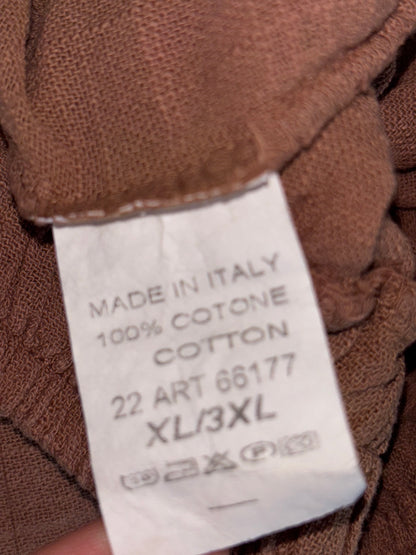 MADE IN ITALY
100% COTONE
COTTON
22 ART 66177
XL/3XL